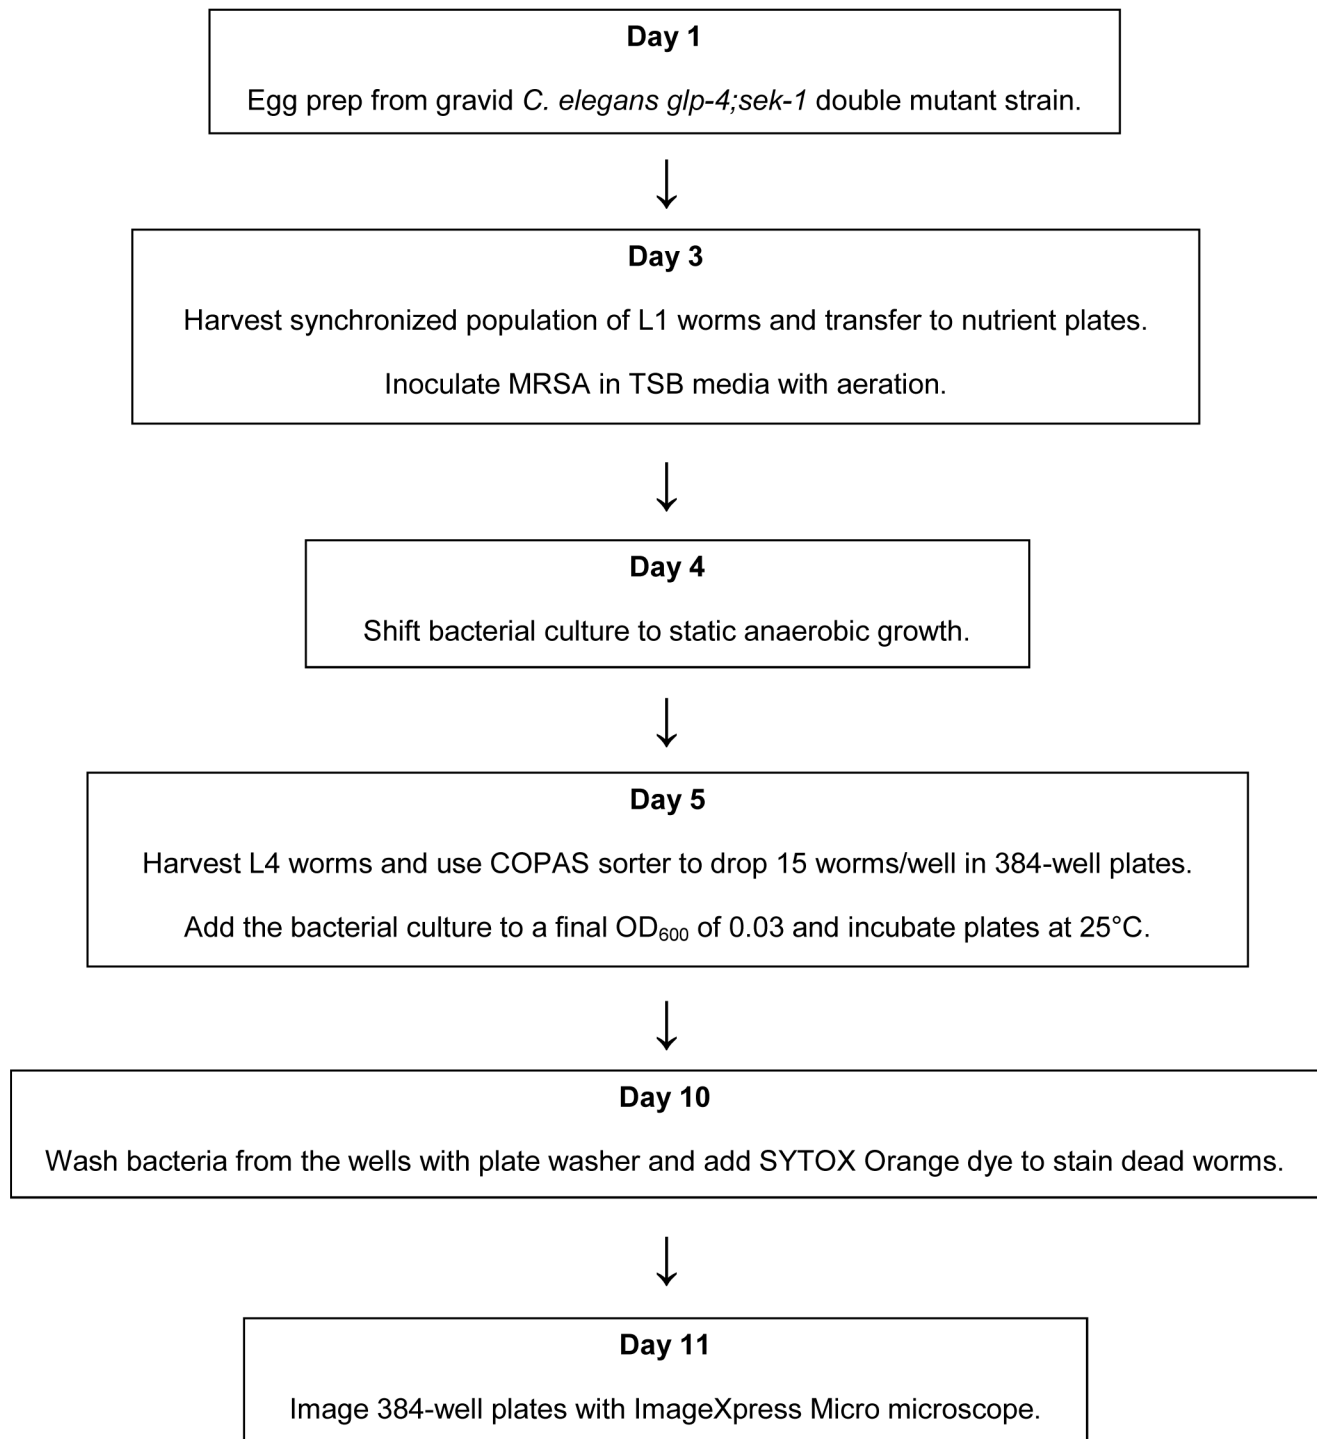 Day 1
Egg prep from gravid C. elegans glp-4;sek-1 double mutant strain.
↓
Day 3
Harvest synchronized population of L1 worms and transfer to nutrient plates.
Inoculate MRSA in TSB media with aeration.
↓
Day 4
Shift bacterial culture to static anaerobic growth.
↓
Day 5
Harvest L4 worms and use COPAS sorter to drop 15 worms/well in 384-well plates.
Add the bacterial culture to a final OD₆₀₀ of 0.03 and incubate plates at 25°C.
↓
Day 10
Wash bacteria from the wells with plate washer and add SYTOX Orange dye to stain dead worms.
↓
Day 11
Image 384-well plates with ImageXpress Micro microscope.